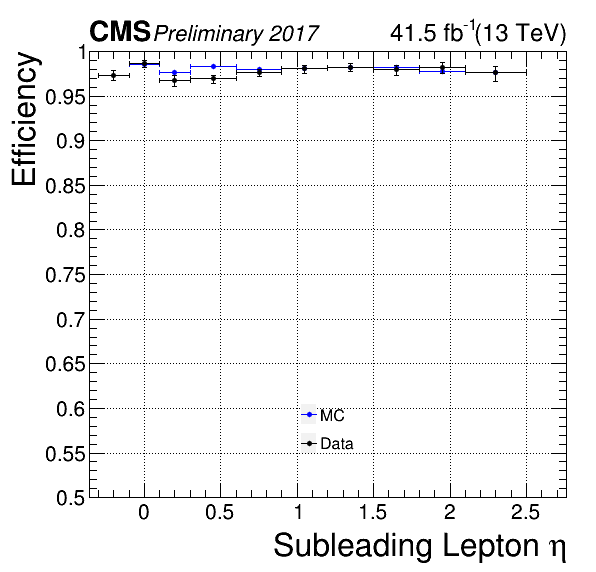 CMS Preliminary 2017 41.5 fb⁻¹(13 TeV)
Efficiency
1
0.95
0.9
0.85
0.8
0.75
0.7
0.65
0.6
0.55
0.5
MC
Data
0 0.5 1 1.5 2 2.5
Subleading Lepton η